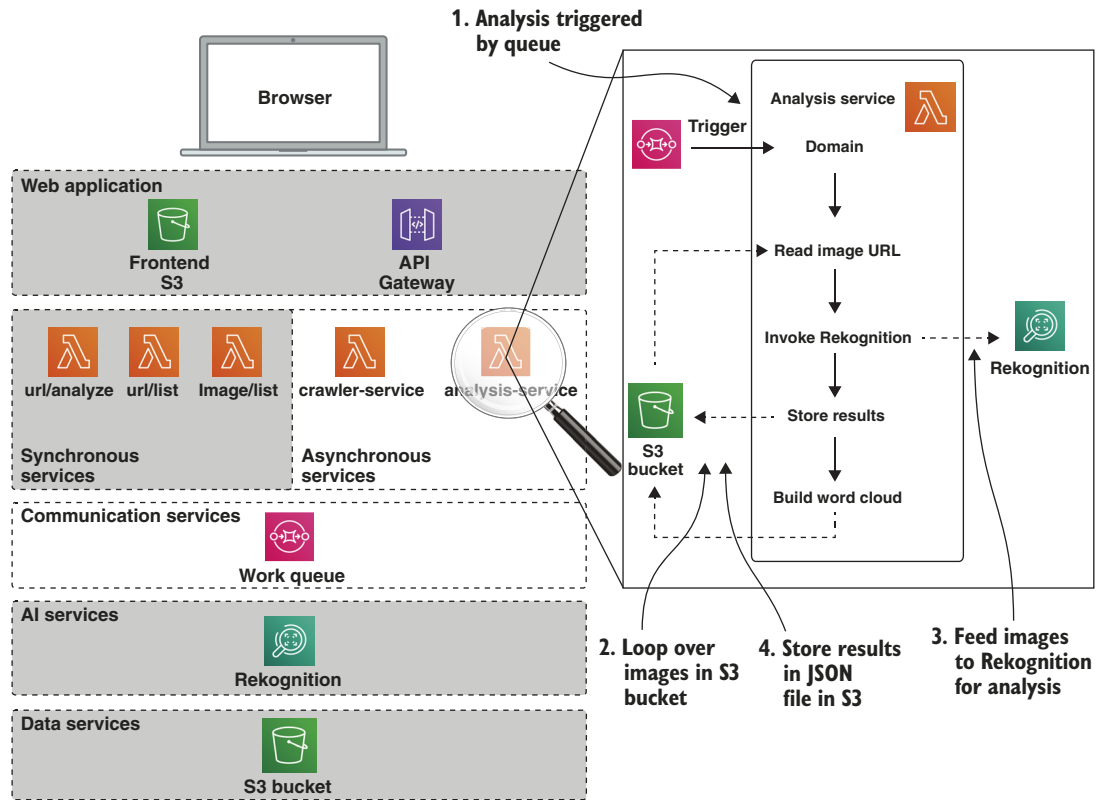 1. Analysis triggered
by queue
Browser
Analysis service
Trigger
Domain
Web application
Frontend
S3
API
Gateway
Read image URL
Invoke Rekognition
Rekognition
url/analyze
url/list
Image/list
crawler-service
analysis-service
Store results
S3
bucket
Synchronous
services
Asynchronous
services
Build word cloud
Communication services
Work queue
AI services
Rekognition
2. Loop over
images in S3
bucket
4. Store results
in JSON
file in S3
3. Feed images
to Rekognition
for analysis
Data services
S3 bucket